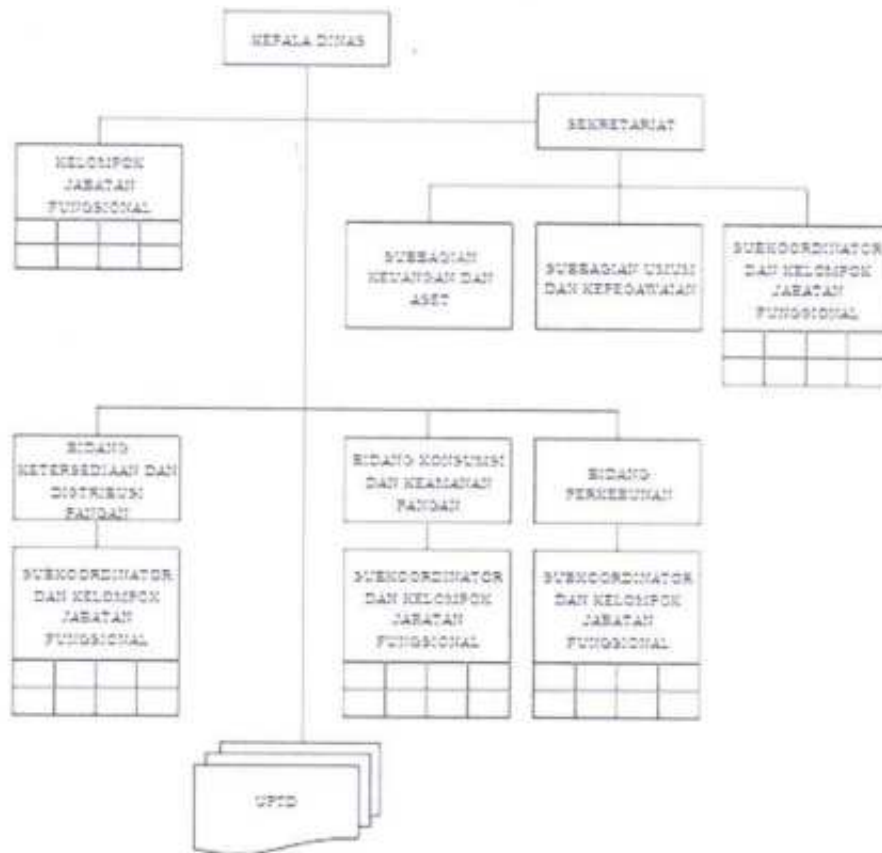 KEPALA DINAS
SEKRETARIAT
KELOMPOK
JABATAN
FUNGSIONAL
SUBBAGIAN
KEUANGAN DAN
ASET
SUBBAGIAN UMUM
DAN KEPEGAWAIAN
SUBKOORDINATOR
DAN KELOMPOK
JABATAN
FUNGSIONAL
BIDANG
KETERSEDIAAN DAN
DISTRIBUSI
PANGAN
BIDANG KONSUMSI
DAN KEAMANAN
PANGAN
BIDANG
PERKEBUNAN
SUBKOORDINATOR
DAN KELOMPOK
JABATAN
FUNGSIONAL
SUBKOORDINATOR
DAN KELOMPOK
JABATAN
FUNGSIONAL
SUBKOORDINATOR
DAN KELOMPOK
JABATAN
FUNGSIONAL
UPTD